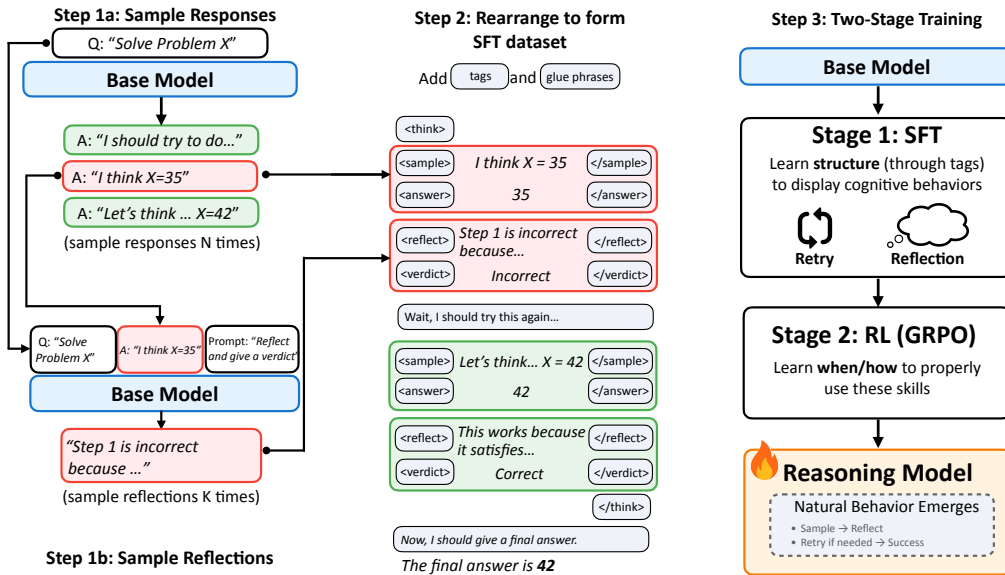 Step 1a: Sample Responses
Q: “Solve Problem X”
Base Model
A: “I should try to do...”
A: “I think X=35”
A: “Let’s think ... X=42”
(sample responses N times)
Q: “Solve
Problem X”
A: “I think X=35”
Prompt: “Reflect
and give a verdict”
Base Model
“Step 1 is incorrect
because ...”
(sample reflections K times)
Step 1b: Sample Reflections
Step 2: Rearrange to form
SFT dataset
Add tags and glue phrases
<think>
<sample> I think X = 35 </sample>
<answer> 35 </answer>
<reflect> Step 1 is incorrect because... </reflect>
<verdict> Incorrect </verdict>
Wait, I should try this again...
<sample> Let’s think... X = 42 </sample>
<answer> 42 </answer>
<reflect> This works because it satisfies... </reflect>
<verdict> Correct </verdict>
</think>
Now, I should give a final answer.
The final answer is 42
Step 3: Two-Stage Training
Base Model
Stage 1: SFT
Learn structure (through tags)
to display cognitive behaviors
Retry Reflection
Stage 2: RL (GRPO)
Learn when/how to properly
use these skills
Reasoning Model
Natural Behavior Emerges
• Sample → Reflect
• Retry if needed → Success